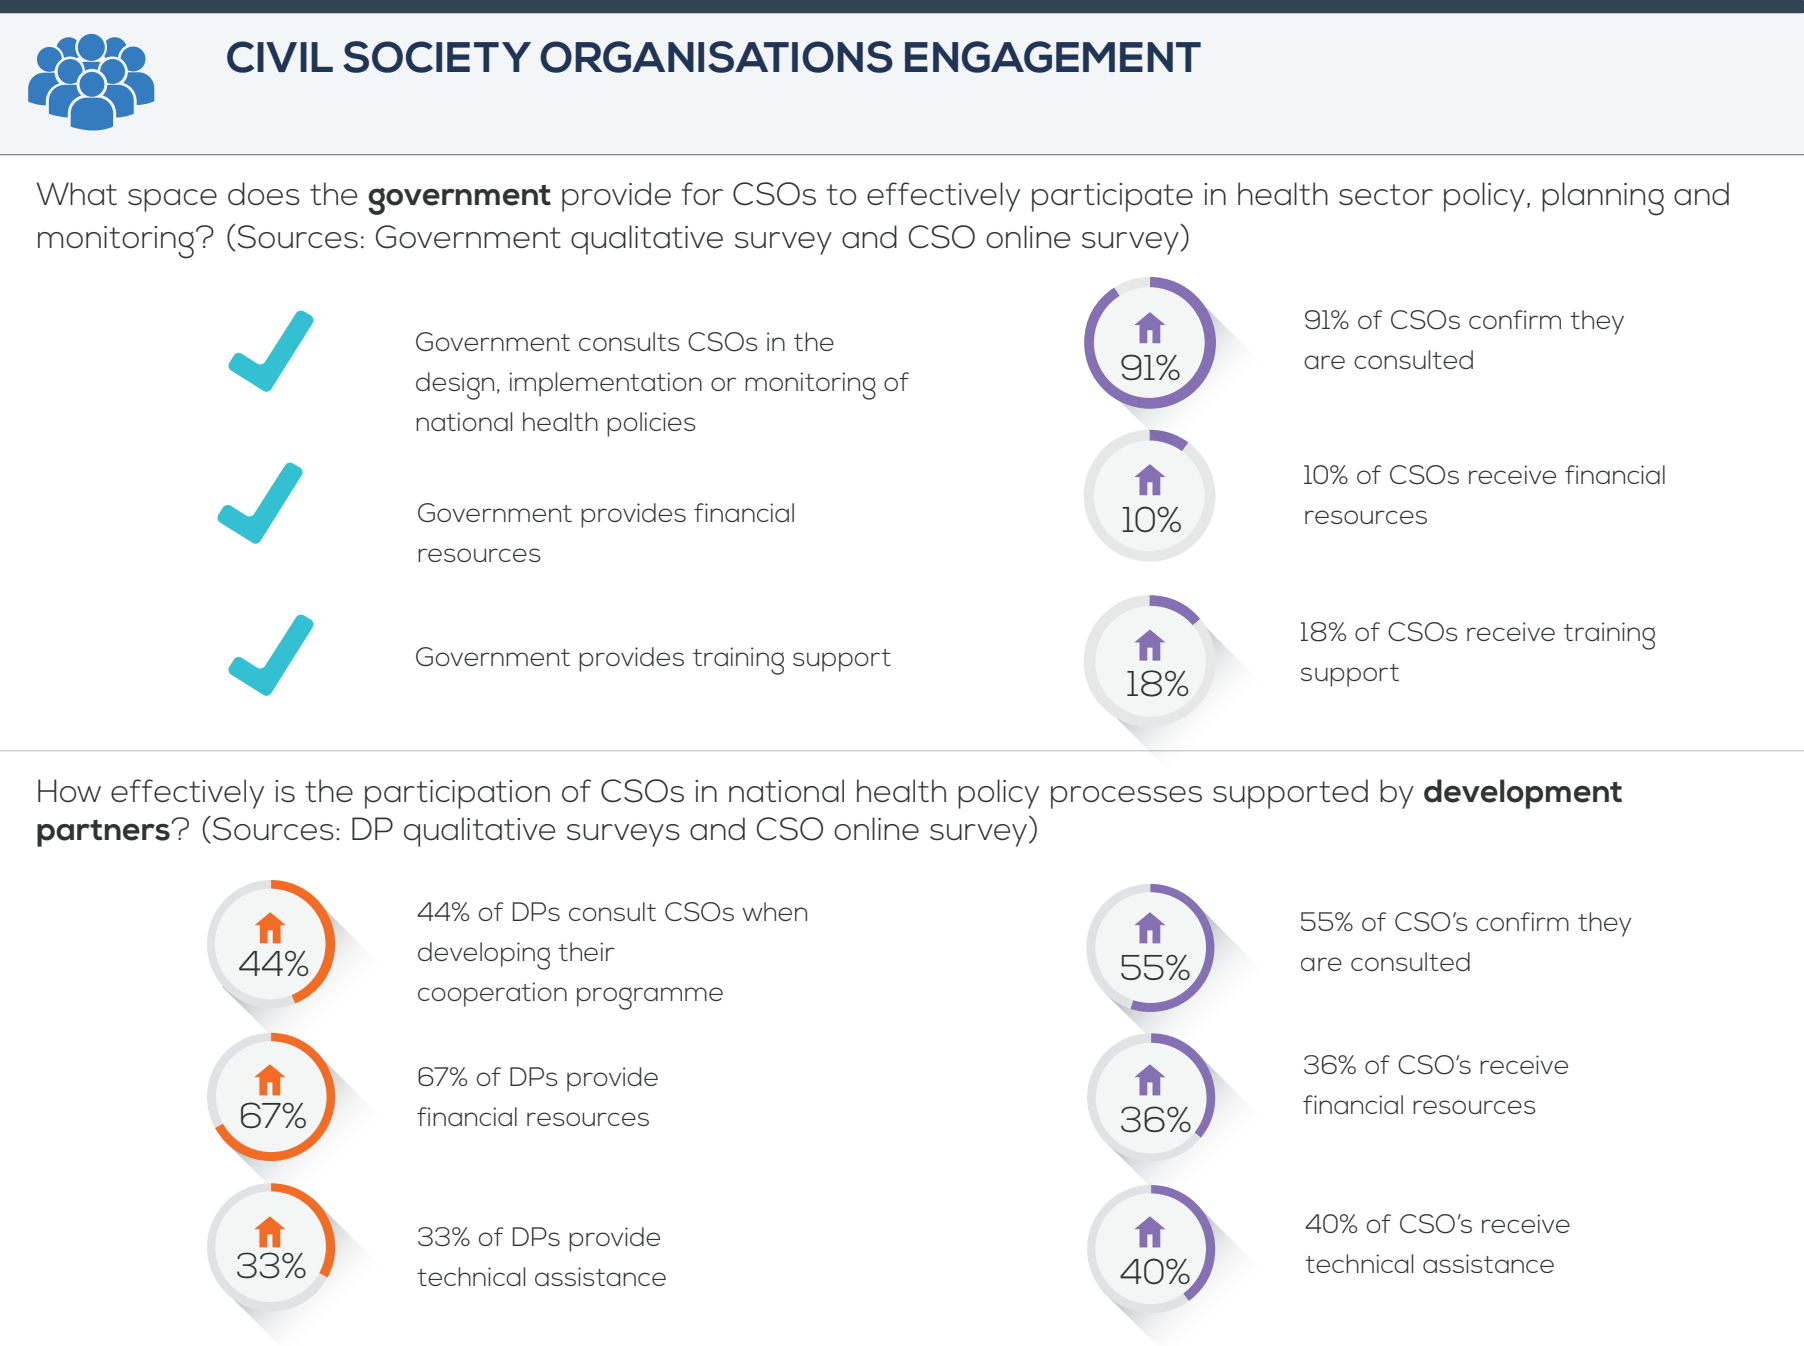 CIVIL SOCIETY ORGANISATIONS ENGAGEMENT
What space does the government provide for CSOs to effectively participate in health sector policy, planning and
monitoring? (Sources: Government qualitative survey and CSO online survey)
Government consults CSOs in the
design, implementation or monitoring of
national health policies
91%
91% of CSOs confirm they
are consulted
Government provides financial
resources
10%
10% of CSOs receive financial
resources
Government provides training support
18%
18% of CSOs receive training
support
How effectively is the participation of CSOs in national health policy processes supported by development
partners? (Sources: DP qualitative surveys and CSO online survey)
44%
44% of DPs consult CSOs when
developing their
cooperation programme
55%
55% of CSO’s confirm they
are consulted
67%
67% of DPs provide
financial resources
36%
36% of CSO’s receive
financial resources
33%
33% of DPs provide
technical assistance
40%
40% of CSO’s receive
technical assistance